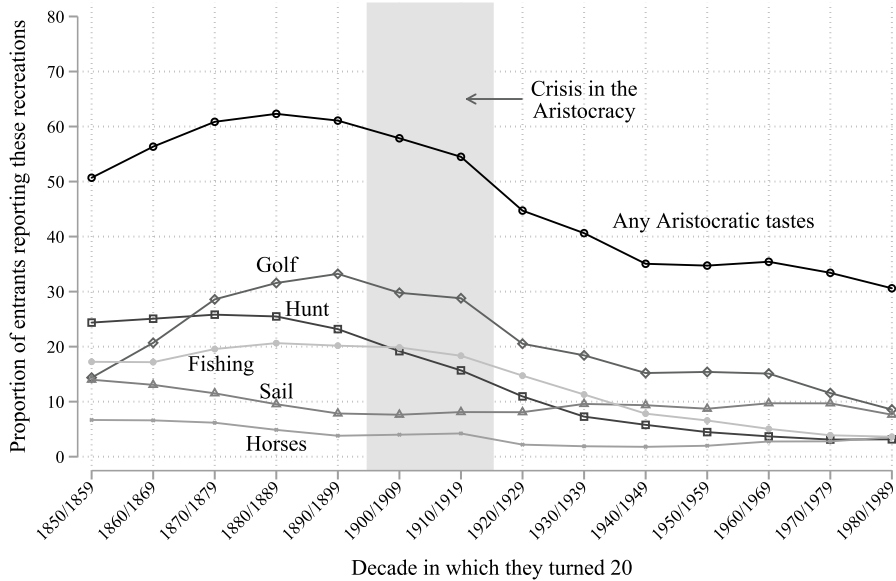 Proportion of entrants reporting these recreations
80
70
60
50
40
30
20
10
0
Crisis in the
Aristocracy
Any Aristocratic tastes
Golf
Hunt
Fishing
Sail
Horses
1850/1859
1860/1869
1870/1879
1880/1889
1890/1899
1900/1909
1910/1919
1920/1929
1930/1939
1940/1949
1950/1959
1960/1969
1970/1979
1980/1989
Decade in which they turned 20